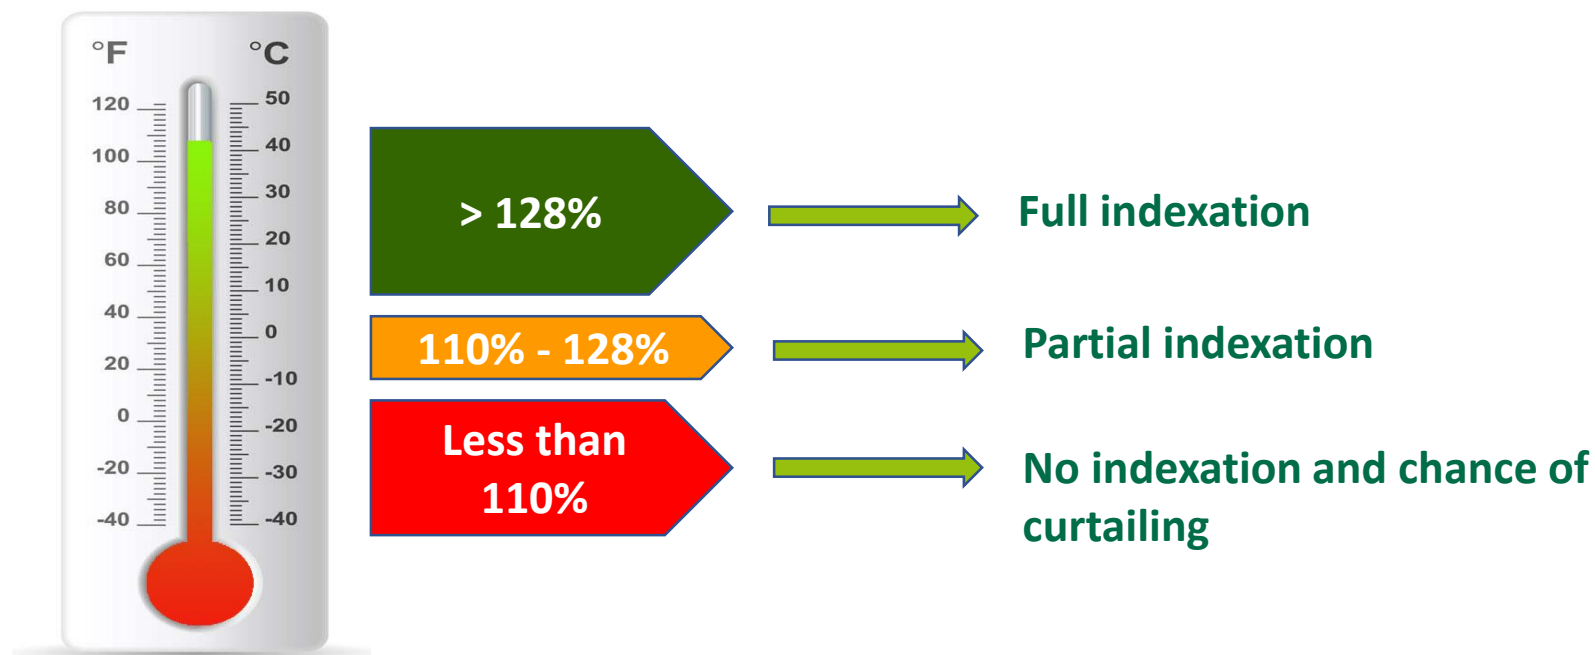 °F °C
120 50
100 40
80 30
60 20
40 10
20 0
0 -10
-20 -20
-40 -30
-40
> 128%
Full indexation
110% - 128%
Partial indexation
Less than
110%
No indexation and chance of
curtailing